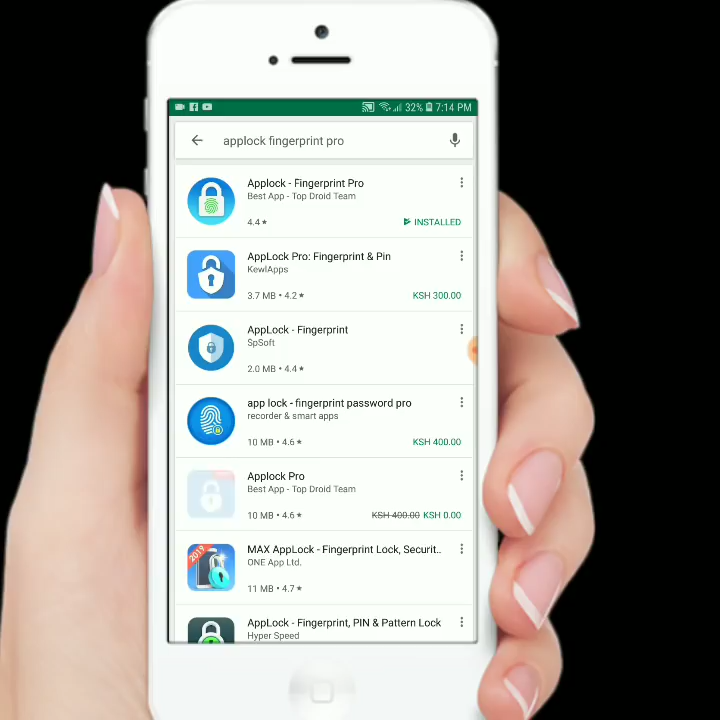 32% 7:14 PM
applock fingerprint pro
Applock - Fingerprint Pro
Best App - Top Droid Team
4.4★ INSTALLED
AppLock Pro: Fingerprint & Pin
KewlApps
3.7 MB • 4.2★ KSH 300.00
AppLock - Fingerprint
SpSoft
2.0 MB • 4.4★
app lock - fingerprint password pro
recorder & smart apps
10 MB • 4.6★ KSH 400.00
Applock Pro
Best App - Top Droid Team
10 MB • 4.6★ KSH 400.00 KSH 0.00
2019
MAX AppLock - Fingerprint Lock, Securit..
ONE App Ltd.
11 MB • 4.7★
AppLock - Fingerprint, PIN & Pattern Lock
Hyper Speed